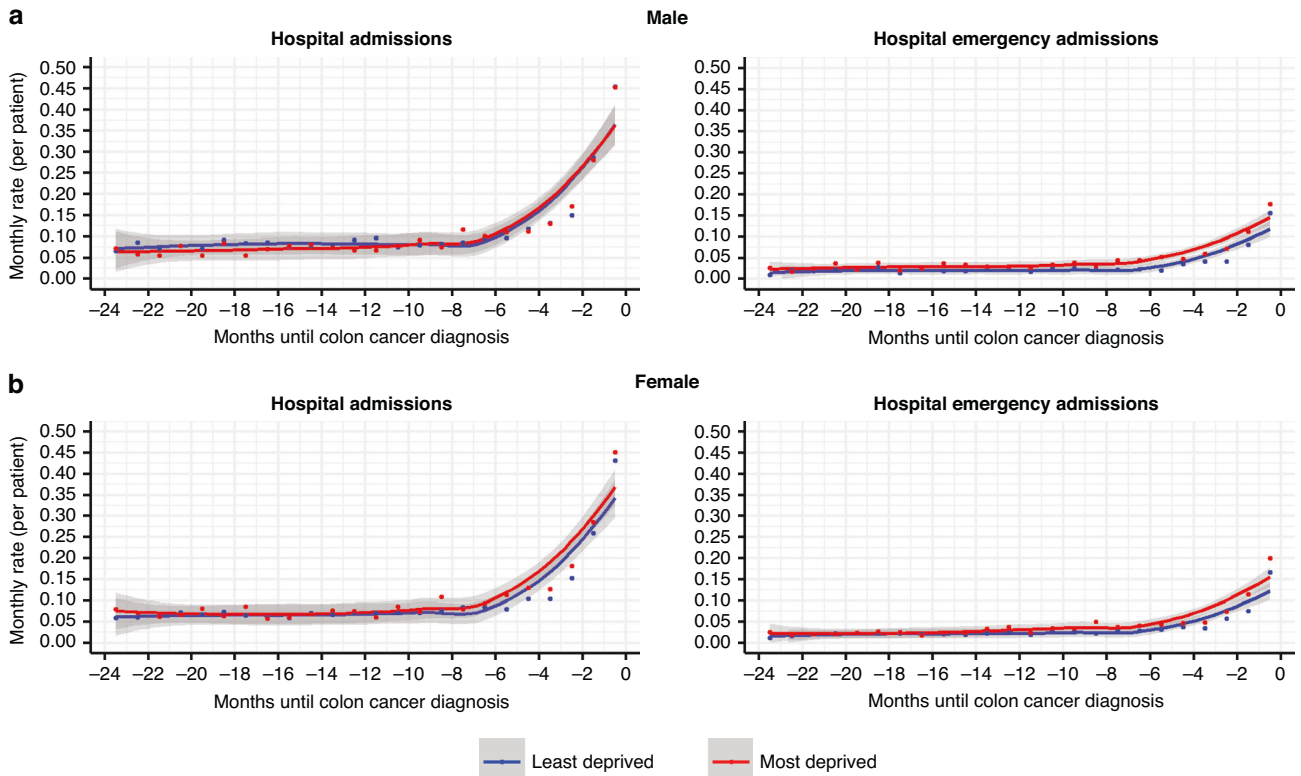 a
Male
Hospital admissions
Hospital emergency admissions
Monthly rate (per patient)
0.50
0.45
0.40
0.35
0.30
0.25
0.20
0.15
0.10
0.05
0.00
0.50
0.45
0.40
0.35
0.30
0.25
0.20
0.15
0.10
0.05
0.00
−24 −22 −20 −18 −16 −14 −12 −10 −8 −6 −4 −2 0
−24 −22 −20 −18 −16 −14 −12 −10 −8 −6 −4 −2 0
Months until colon cancer diagnosis
Months until colon cancer diagnosis
b
Female
Hospital admissions
Hospital emergency admissions
Monthly rate (per patient)
0.50
0.45
0.40
0.35
0.30
0.25
0.20
0.15
0.10
0.05
0.00
0.50
0.45
0.40
0.35
0.30
0.25
0.20
0.15
0.10
0.05
0.00
−24 −22 −20 −18 −16 −14 −12 −10 −8 −6 −4 −2 0
−24 −22 −20 −18 −16 −14 −12 −10 −8 −6 −4 −2 0
Months until colon cancer diagnosis
Months until colon cancer diagnosis
Least deprived
Most deprived